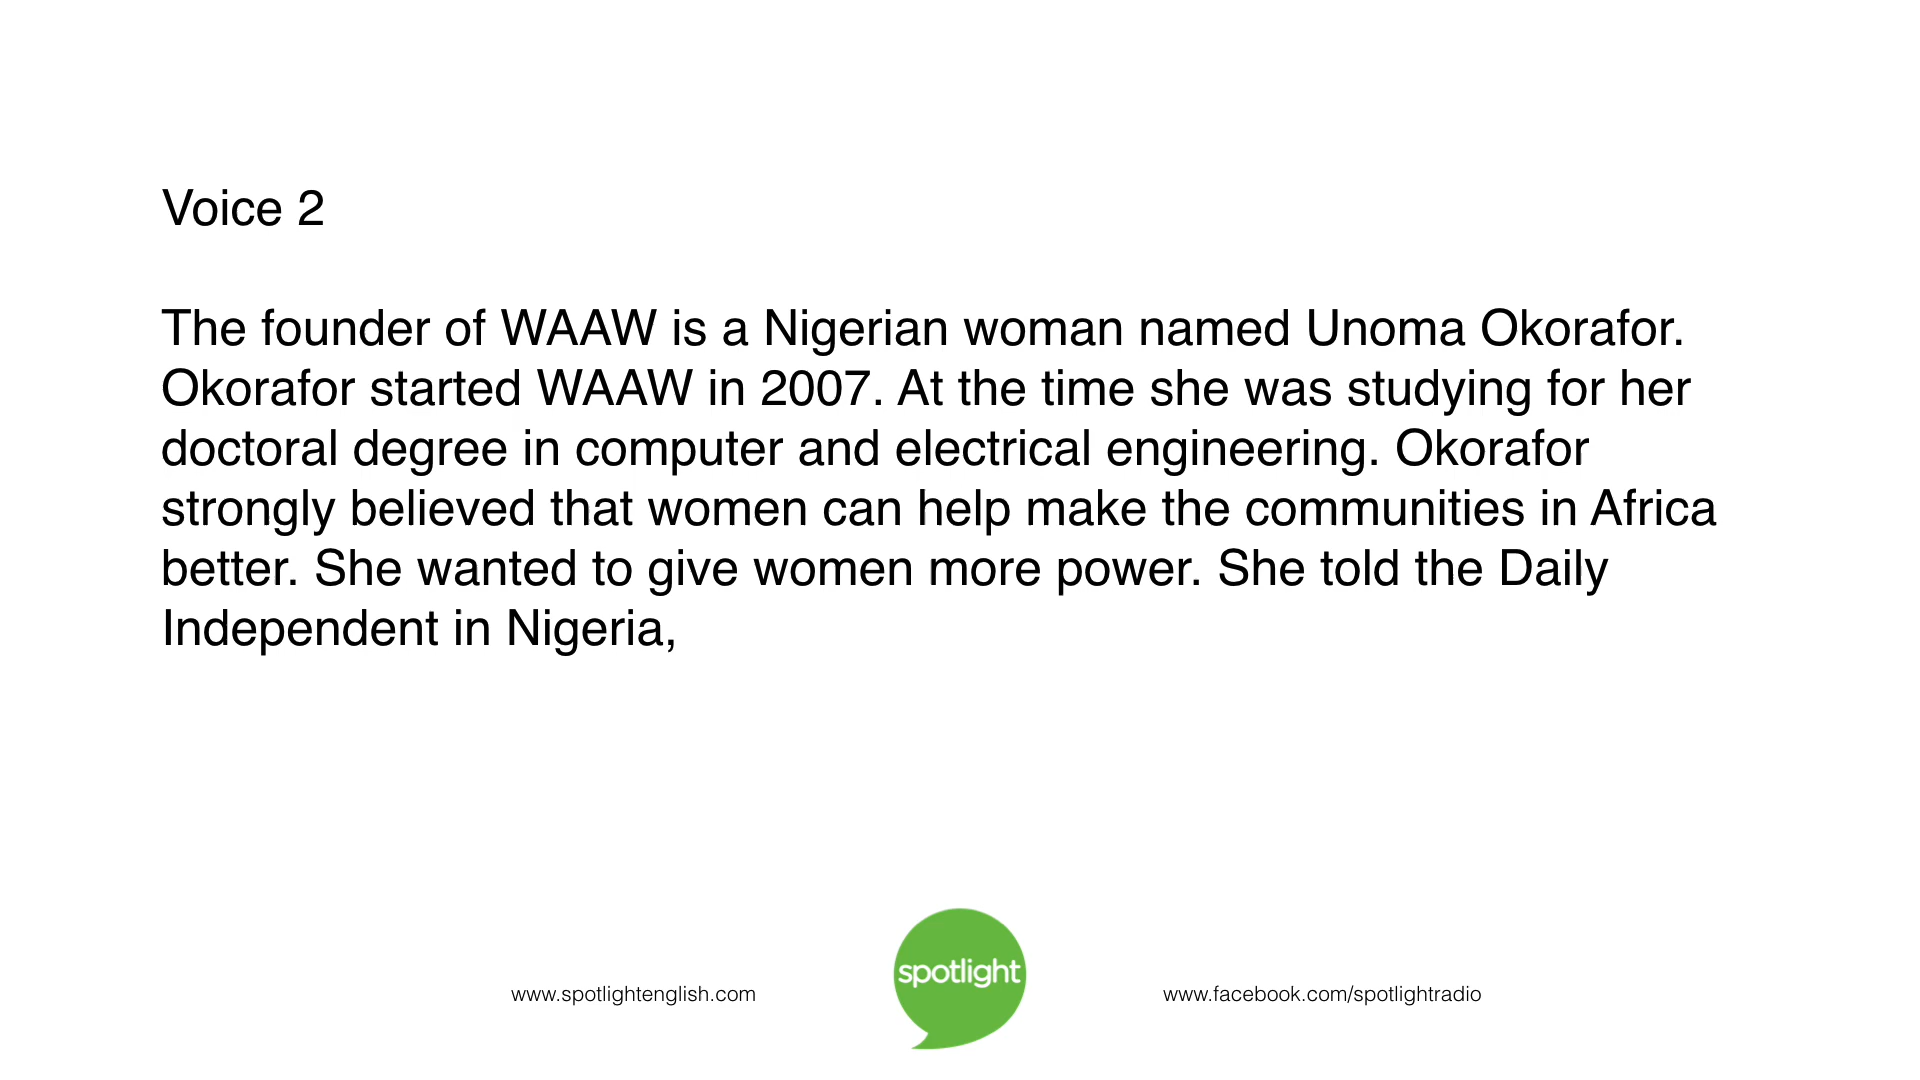 Voice 2
The founder of WAAW is a Nigerian woman named Unoma Okorafor.
Okorafor started WAAW in 2007. At the time she was studying for her
doctoral degree in computer and electrical engineering. Okorafor
strongly believed that women can help make the communities in Africa
better. She wanted to give women more power. She told the Daily
Independent in Nigeria,
spotlight
www.spotlightenglish.com
www.facebook.com/spotlightradio